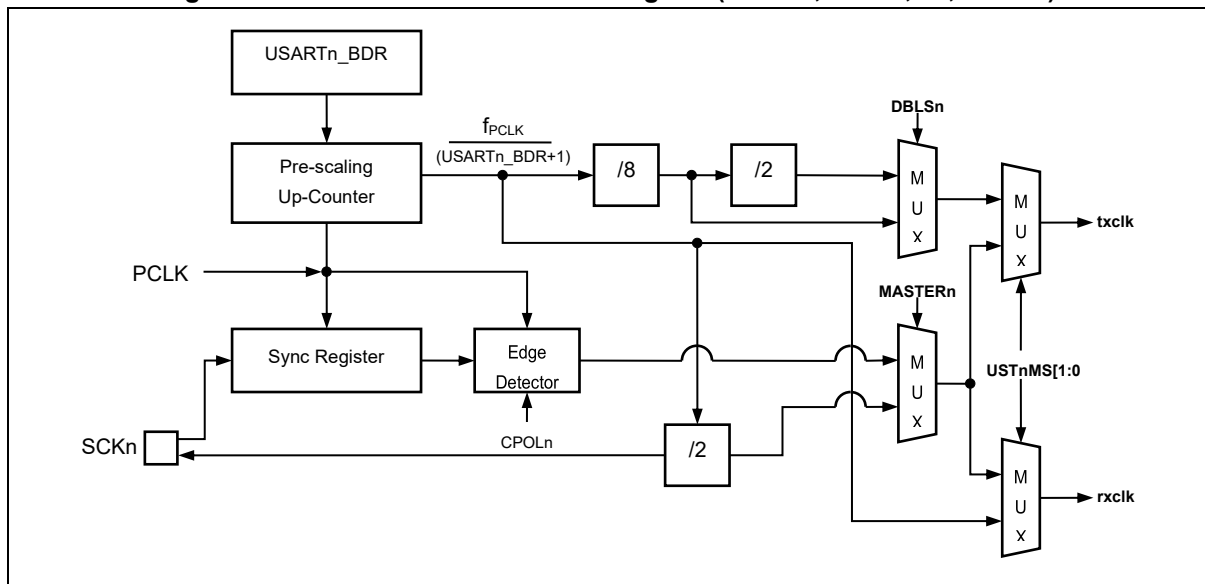 USARTn_BDR
DBLSn
fPCLK
(USARTn_BDR+1)
Pre-scaling
Up-Counter
/8
/2
M
U
X
M
U
X
txclk
PCLK
MASTERn
Sync Register
Edge
Detector
M
U
X
USTnMS[1:0
CPOLn
SCKn
/2
M
U
X
rxclk